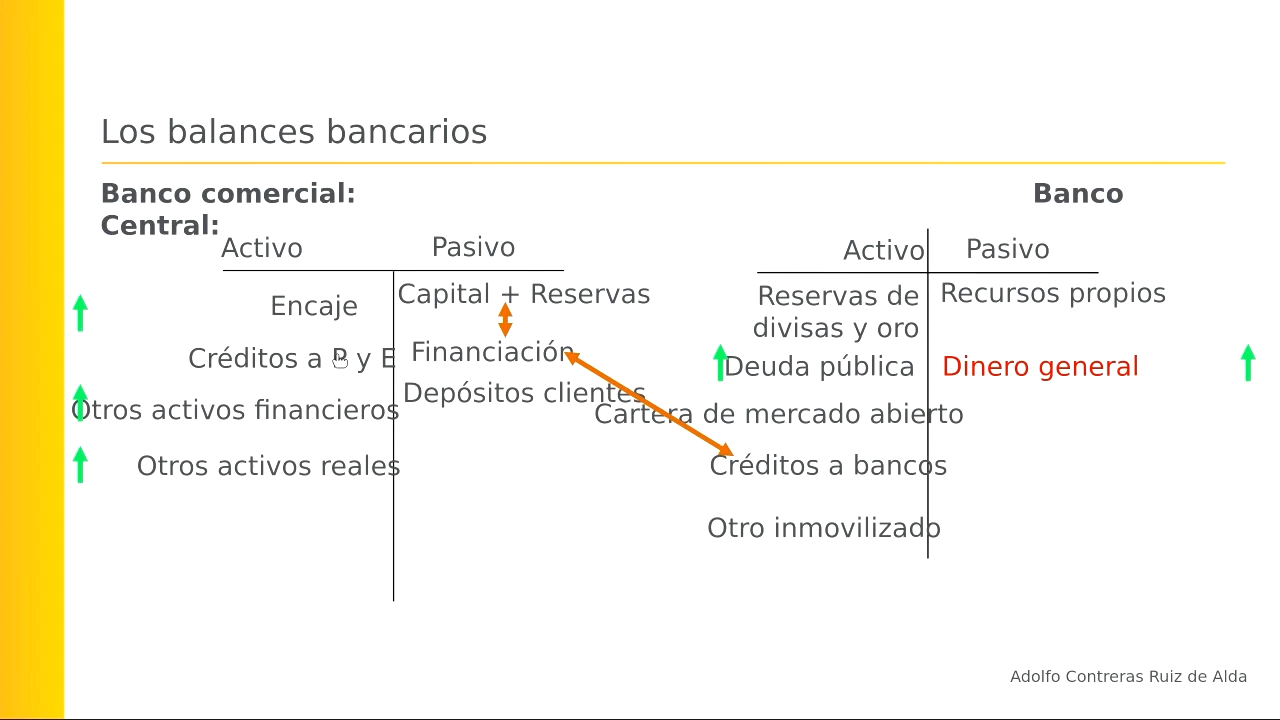 Los balances bancarios
Banco comercial: Banco
Central:
Activo Pasivo
Encaje
Créditos a P y E
Otros activos financieros
Otros activos reales
Capital + Reservas
Financiación
Depósitos clientes
Activo Pasivo
Reservas de
divisas y oro
Deuda pública
Cartera de mercado abierto
Créditos a bancos
Otro inmovilizado
Recursos propios
Dinero general
Adolfo Contreras Ruiz de Alda